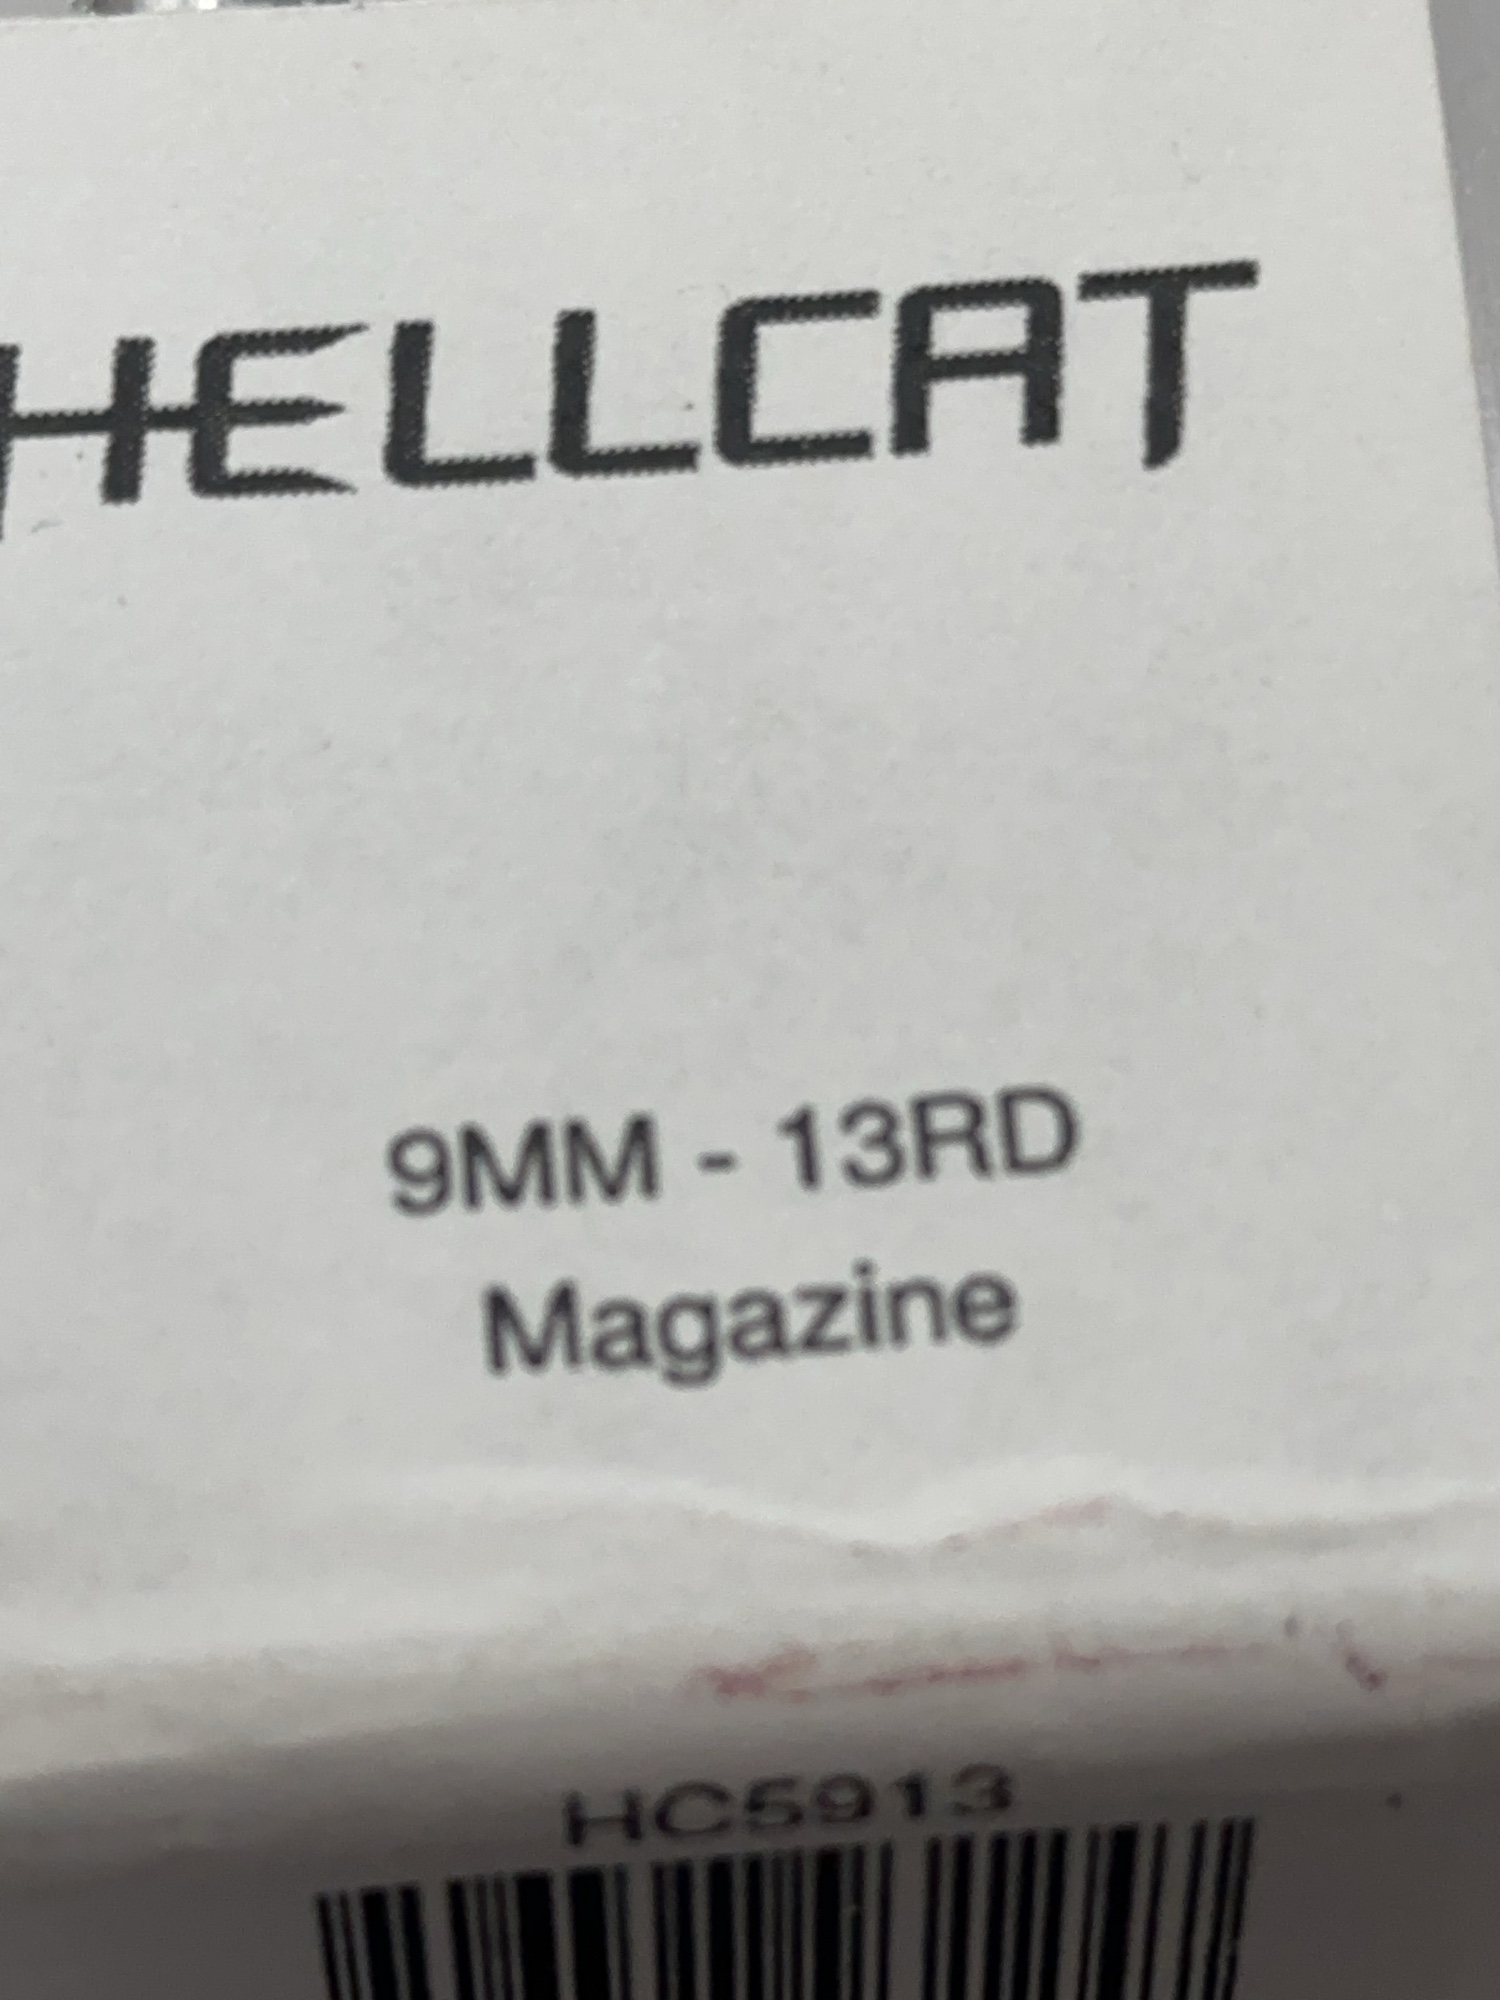 HELLCAT
9MM - 13RD
Magazine
HC5913